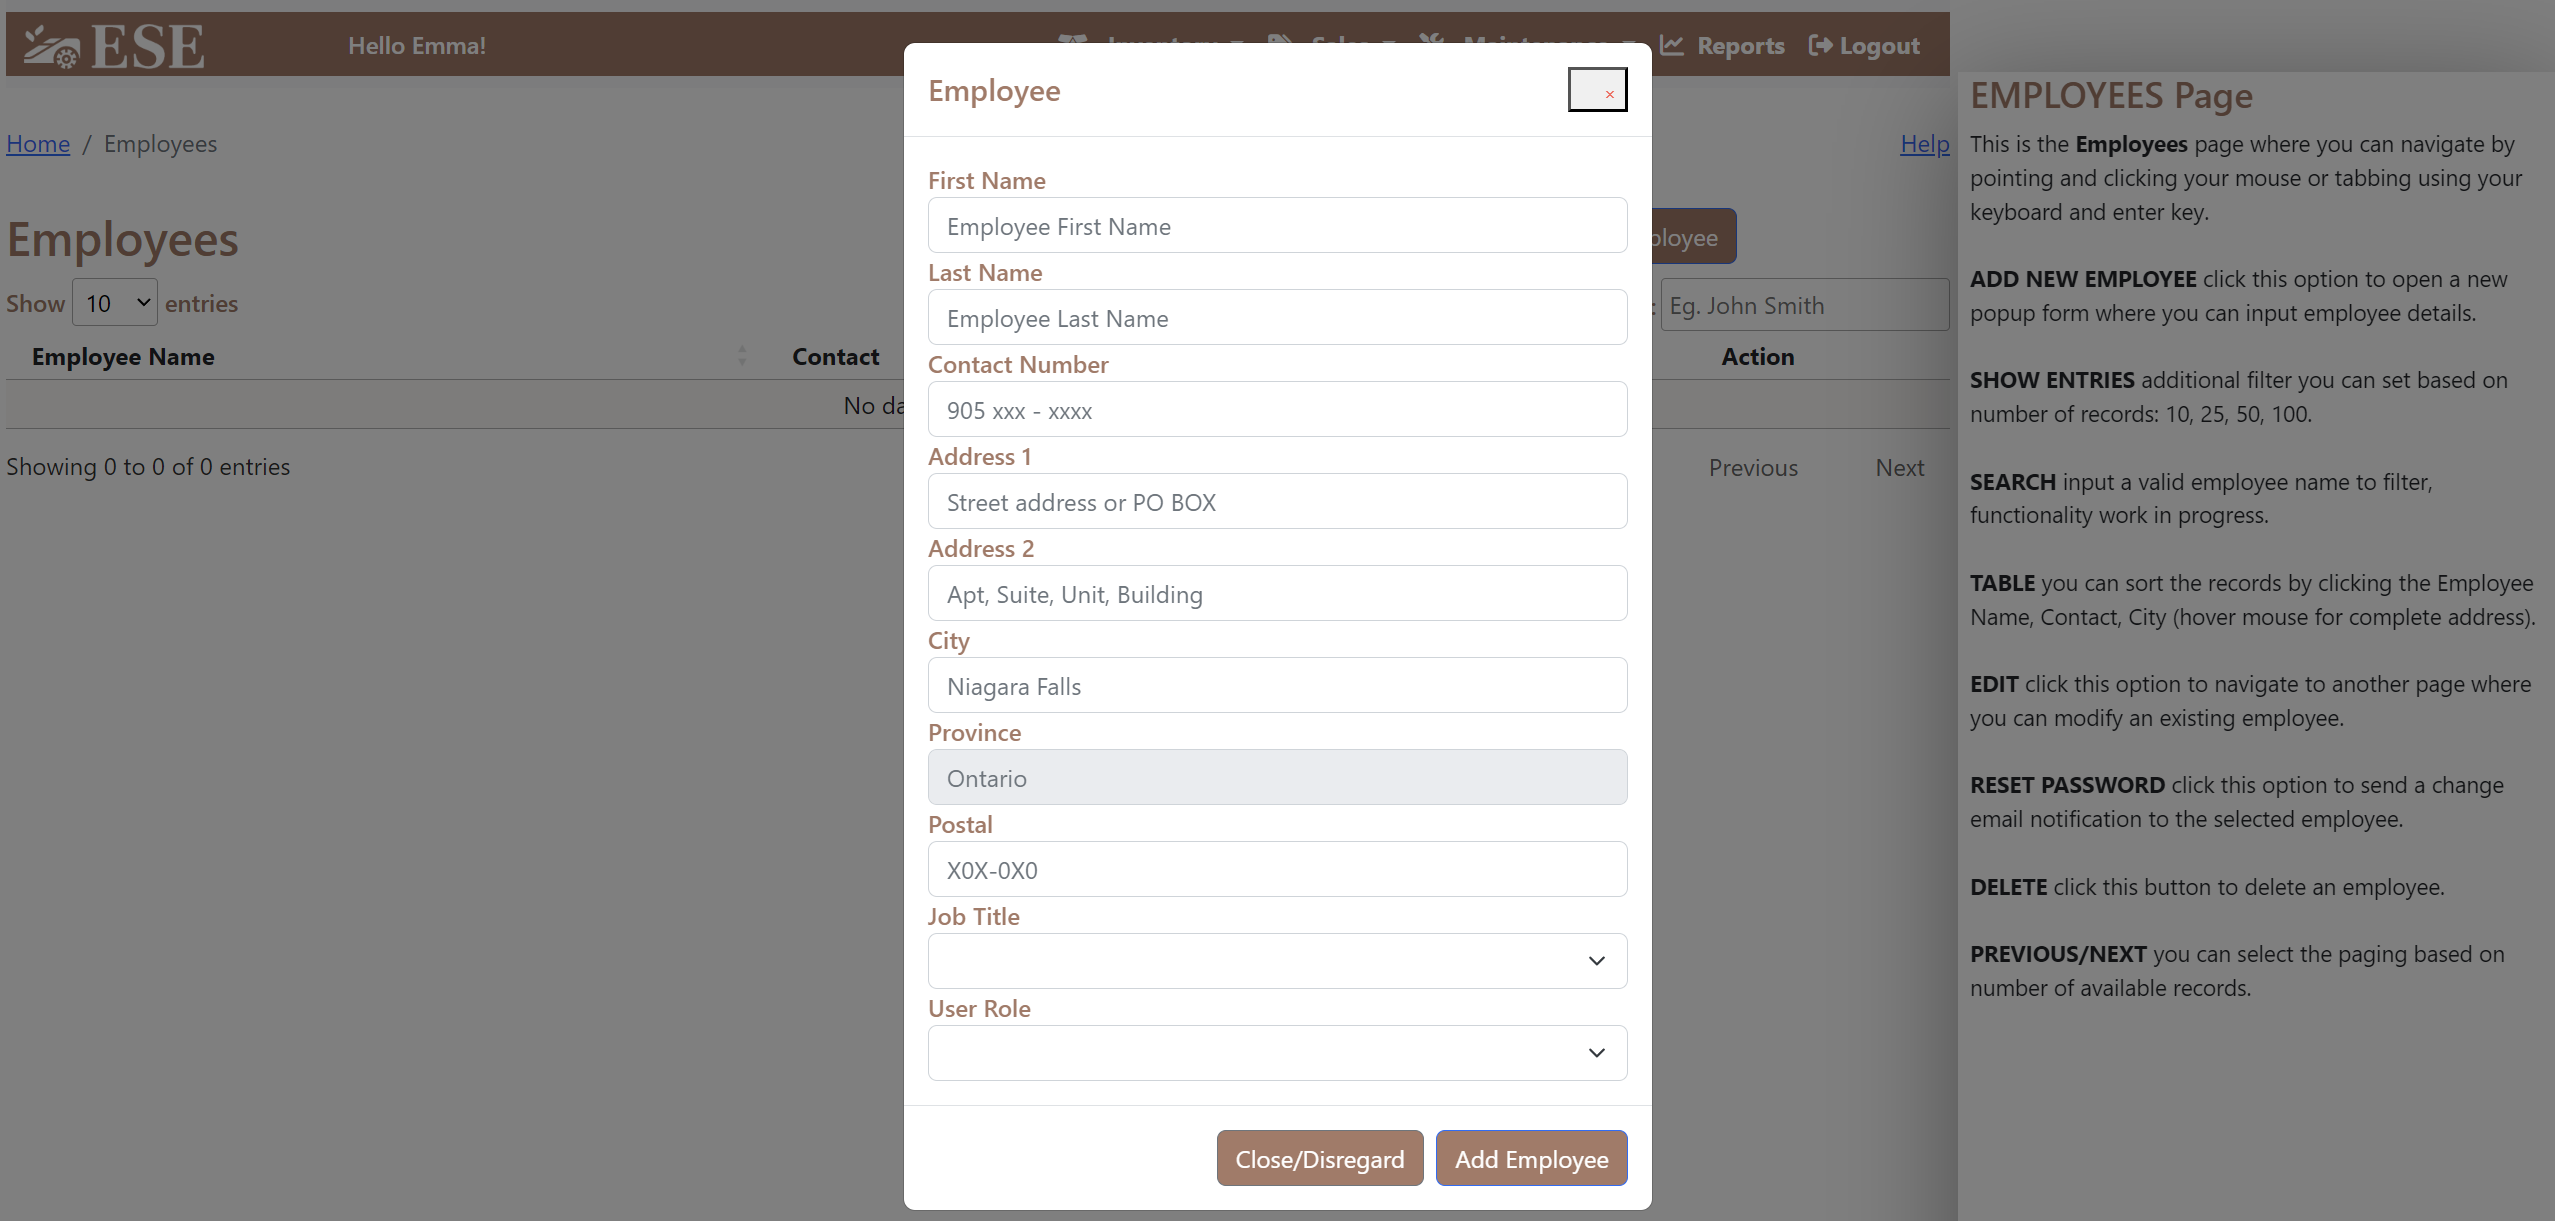 ESE
Hello Emma!
Reports
Logout
Home / Employees
Help
Employees
Show 10 entries
Eg. John Smith
Employee Name
Contact
Action
No
Showing 0 to 0 of 0 entries
Previous
Next
Employee
×
First Name
Employee First Name
Last Name
Employee Last Name
Contact Number
905 xxx - xxxx
Address 1
Street address or PO BOX
Address 2
Apt, Suite, Unit, Building
City
Niagara Falls
Province
Ontario
Postal
X0X-0X0
Job Title
User Role
Close/Disregard
Add Employee
EMPLOYEES Page
This is the Employees page where you can navigate by
pointing and clicking your mouse or tabbing using your
keyboard and enter key.
ADD NEW EMPLOYEE click this option to open a new
popup form where you can input employee details.
SHOW ENTRIES additional filter you can set based on
number of records: 10, 25, 50, 100.
SEARCH input a valid employee name to filter,
functionality work in progress.
TABLE you can sort the records by clicking the Employee
Name, Contact, City (hover mouse for complete address).
EDIT click this option to navigate to another page where
you can modify an existing employee.
RESET PASSWORD click this option to send a change
email notification to the selected employee.
DELETE click this button to delete an employee.
PREVIOUS/NEXT you can select the paging based on
number of available records.